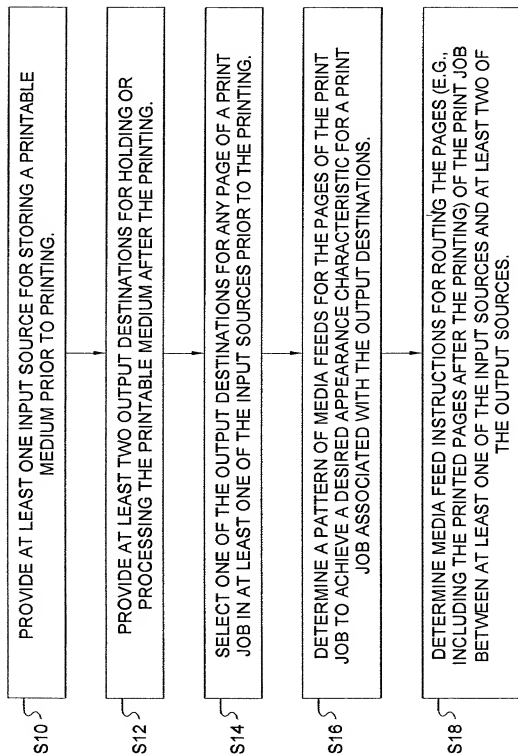 S10
PROVIDE AT LEAST ONE INPUT SOURCE FOR STORING A PRINTABLE
MEDIUM PRIOR TO PRINTING.
S12
PROVIDE AT LEAST TWO OUTPUT DESTINATIONS FOR HOLDING OR
PROCESSING THE PRINTABLE MEDIUM AFTER THE PRINTING.
S14
SELECT ONE OF THE OUTPUT DESTINATIONS FOR ANY PAGE OF A PRINT
JOB IN AT LEAST ONE OF THE INPUT SOURCES PRIOR TO THE PRINTING.
S16
DETERMINE A PATTERN OF MEDIA FEEDS FOR THE PAGES OF THE PRINT
JOB TO ACHIEVE A DESIRED APPEARANCE CHARACTERISTIC FOR A PRINT
JOB ASSOCIATED WITH THE OUTPUT DESTINATIONS.
S18
DETERMINE MEDIA FEED INSTRUCTIONS FOR ROUTING THE PAGES (E.G.,
INCLUDING THE PRINTED PAGES AFTER THE PRINTING) OF THE PRINT JOB
BETWEEN AT LEAST ONE OF THE INPUT SOURCES AND AT LEAST TWO OF
THE OUTPUT SOURCES.